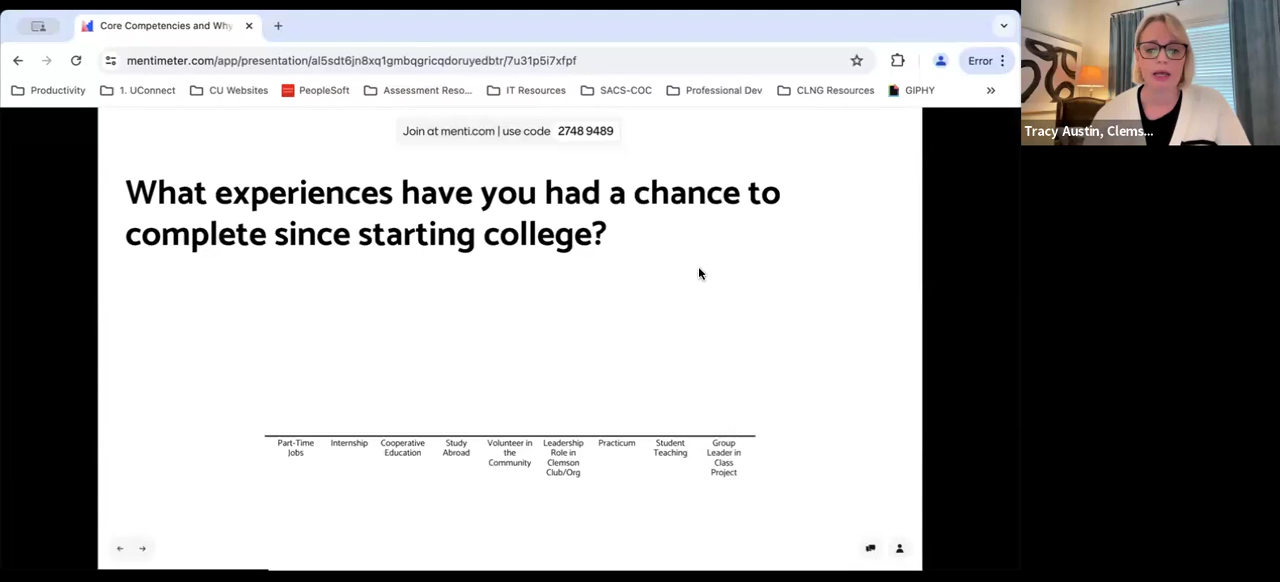 Core Competencies and Why
mentimeter.com/app/presentation/al5sdt6jn8xq1gmbqgricqdoruyedbtr/7u31p5i7xfpf
Error
Productivity
1. UConnect
CU Websites
PeopleSoft
Assessment Reso...
IT Resources
SACS-COC
Professional Dev
CLNG Resources
GIPHY
»
Join at menti.com | use code 2748 9489
What experiences have you had a chance to
complete since starting college?
Part-Time
Jobs
Internship
Cooperative
Education
Study
Abroad
Volunteer in
the
Community
Leadership
Role in
Clemson
Club/Org
Practicum
Student
Teaching
Group
Leader in
Class
Project
Tracy Austin, Clems...